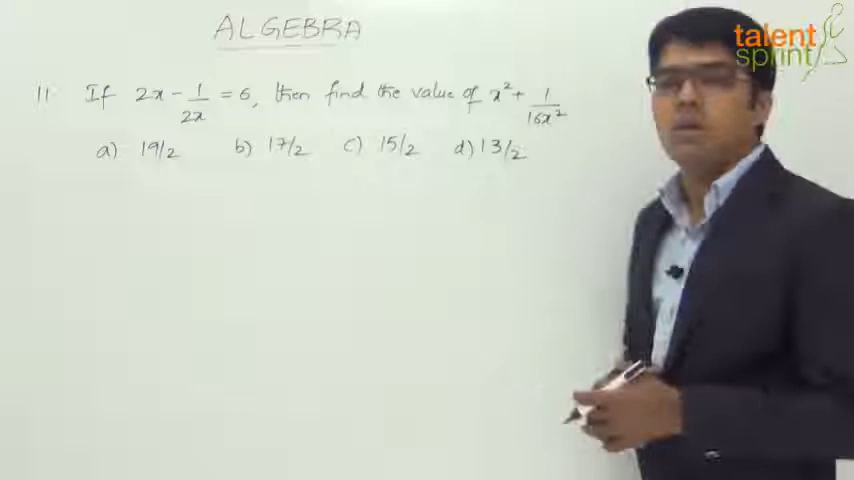 ALGEBRA
talent
sprint
11. If 2x - 1/2x = 6, then find the value of x² + 1/16x²
a) 19/2 b) 17/2 c) 15/2 d) 13/2